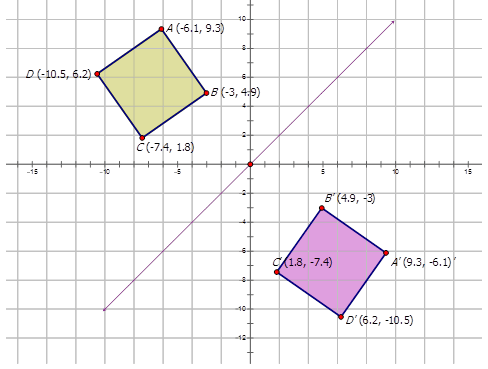 10
A (-6.1, 9.3)
8
D (-10.5, 6.2)
6
B (-3, 4.9)
4
2
C (-7.4, 1.8)
-15
-10
-5
5
10
15
-2
B' (4.9, -3)
-4
-6
C' (1.8, -7.4)
A' (9.3, -6.1) '
-8
-10
D' (6.2, -10.5)
-12